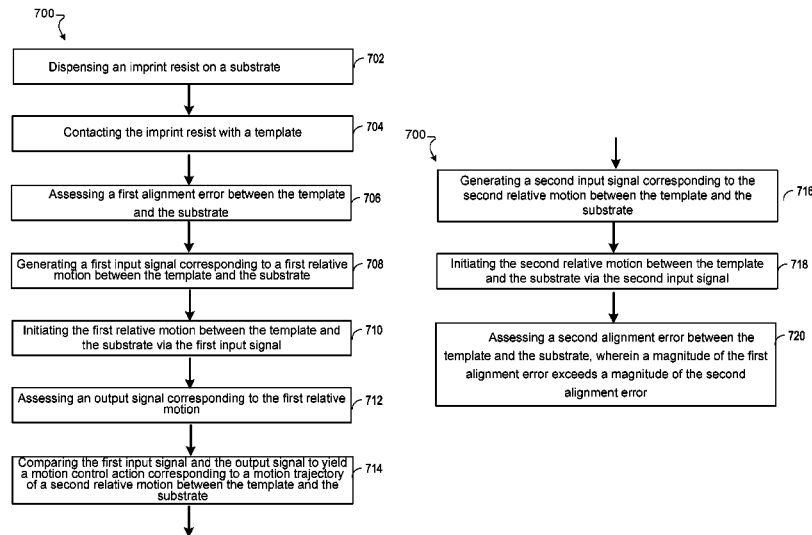 700
Dispensing an imprint resist on a substrate
702
Contacting the imprint resist with a template
704
Assessing a first alignment error between the template
and the substrate
706
Generating a first input signal corresponding to a first relative
motion between the template and the substrate
708
Initiating the first relative motion between the template and
the substrate via the first input signal
710
Assessing an output signal corresponding to the first relative
motion
712
Comparing the first input signal and the output signal to yield
a motion control action corresponding to a motion trajectory
of a second relative motion between the template and the
substrate
714
700
Generating a second input signal corresponding to the
second relative motion between the template and the
substrate
716
Initiating the second relative motion between the template
and the substrate via the second input signal
718
Assessing a second alignment error between the
template and the substrate, wherein a magnitude of the first
alignment error exceeds a magnitude of the second
alignment error
720